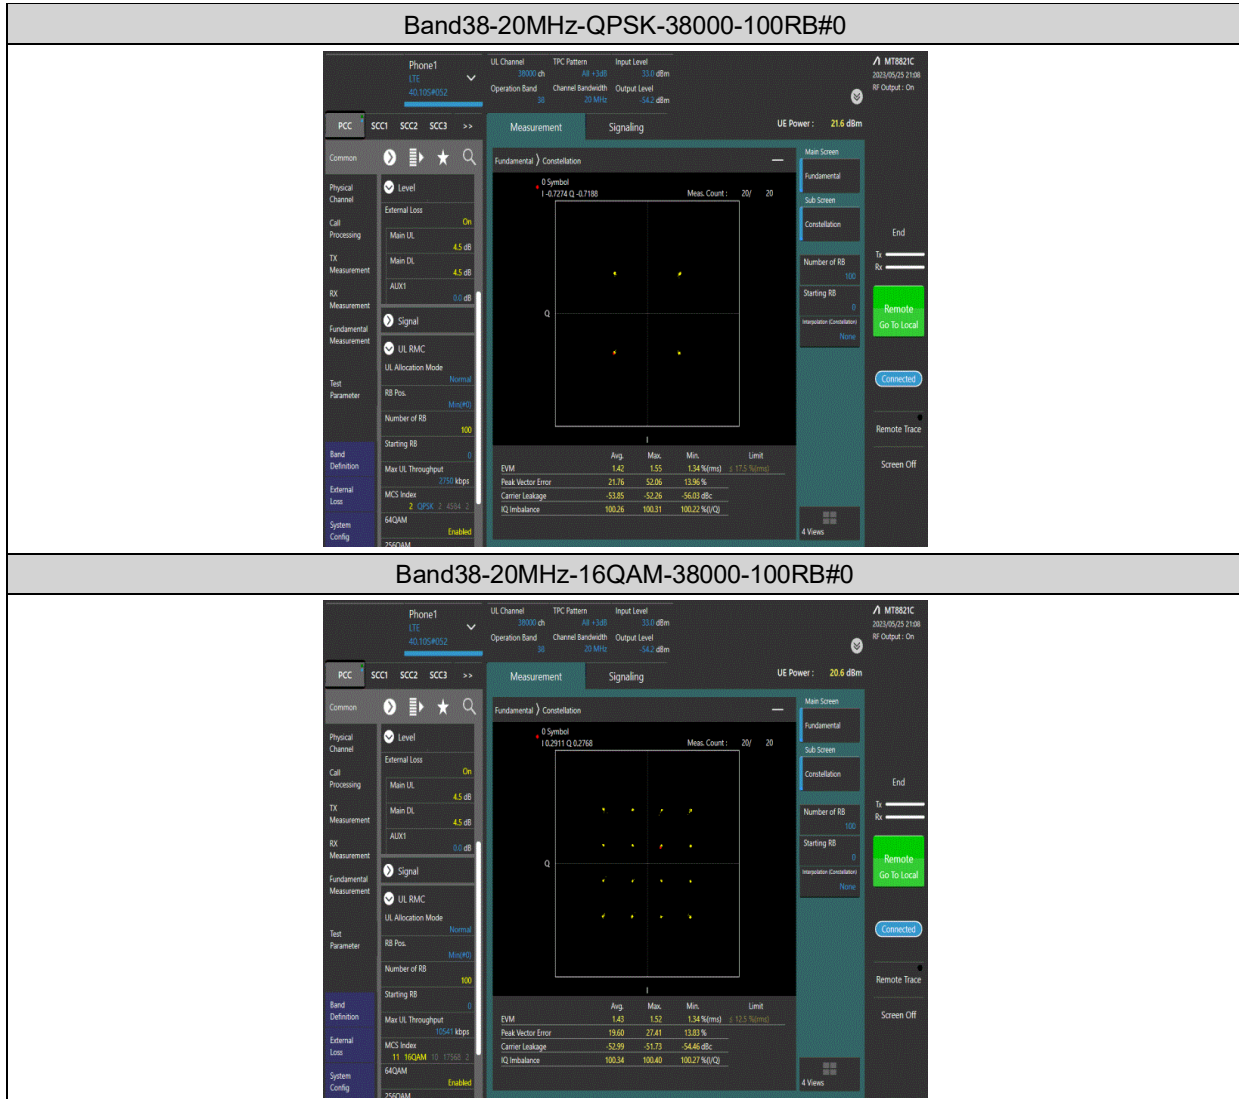 Band38-20MHz-QPSK-38000-100RB#0
Phone1
LTE
40.10S#052
UL Channel TPC Pattern Input Level
38000 ch All +3dB 33.0 dBm
Operation Band Channel Bandwidth Output Level
38 20 MHz -54.2 dBm
MT8821C
2023/05/25 21:08
RF Output : On
PCC SCC1 SCC2 SCC3 >>
Measurement Signaling
UE Power : 21.6 dBm
Common
Physical Channel
Call Processing
TX Measurement
RX Measurement
Fundamental Measurement
Test Parameter
Band Definition
External Loss
System Config
Level
External Loss
On
Main UL
4.5 dB
Main DL
4.5 dB
AUX1
0.0 dB
Signal
UL RMC
UL Allocation Mode
Normal
RB Pos.
Min(#0)
Number of RB
100
Starting RB
0
Max UL Throughput
2750 kbps
MCS Index
2 QPSK 2 4584 2
64QAM
Enabled
256QAM
Fundamental Constellation
0 Symbol
I -0.7274 Q -0.7188
Meas. Count : 20/ 20
Q
I
Avg. Max. Min. Limit
EVM 1.42 1.55 1.34 %(rms) ≤ 17.5 %(rms)
Peak Vector Error 21.76 52.06 13.96 %
Carrier Leakage -53.85 -52.26 -56.03 dBc
IQ Imbalance 100.26 100.31 100.22 %(I/Q)
Main Screen
Fundamental
Sub Screen
Constellation
Number of RB
100
Starting RB
0
Interpolation (Constellation)
None
4 Views
End
Tx
Rx
Remote
Go To Local
Connected
Remote Trace
Screen Off
Band38-20MHz-16QAM-38000-100RB#0
Phone1
LTE
40.10S#052
UL Channel TPC Pattern Input Level
38000 ch All +3dB 33.0 dBm
Operation Band Channel Bandwidth Output Level
38 20 MHz -54.2 dBm
MT8821C
2023/05/25 21:08
RF Output : On
PCC SCC1 SCC2 SCC3 >>
Measurement Signaling
UE Power : 20.6 dBm
Common
Physical Channel
Call Processing
TX Measurement
RX Measurement
Fundamental Measurement
Test Parameter
Band Definition
External Loss
System Config
Level
External Loss
On
Main UL
4.5 dB
Main DL
4.5 dB
AUX1
0.0 dB
Signal
UL RMC
UL Allocation Mode
Normal
RB Pos.
Min(#0)
Number of RB
100
Starting RB
0
Max UL Throughput
10541 kbps
MCS Index
11 16QAM 10 17568 2
64QAM
Enabled
256QAM
Fundamental Constellation
0 Symbol
I 0.2911 Q 0.2768
Meas. Count : 20/ 20
Q
I
Avg. Max. Min. Limit
EVM 1.43 1.52 1.34 %(rms) ≤ 12.5 %(rms)
Peak Vector Error 19.60 27.41 13.83 %
Carrier Leakage -52.99 -51.73 -54.46 dBc
IQ Imbalance 100.34 100.40 100.27 %(I/Q)
Main Screen
Fundamental
Sub Screen
Constellation
Number of RB
100
Starting RB
0
Interpolation (Constellation)
None
4 Views
End
Tx
Rx
Remote
Go To Local
Connected
Remote Trace
Screen Off